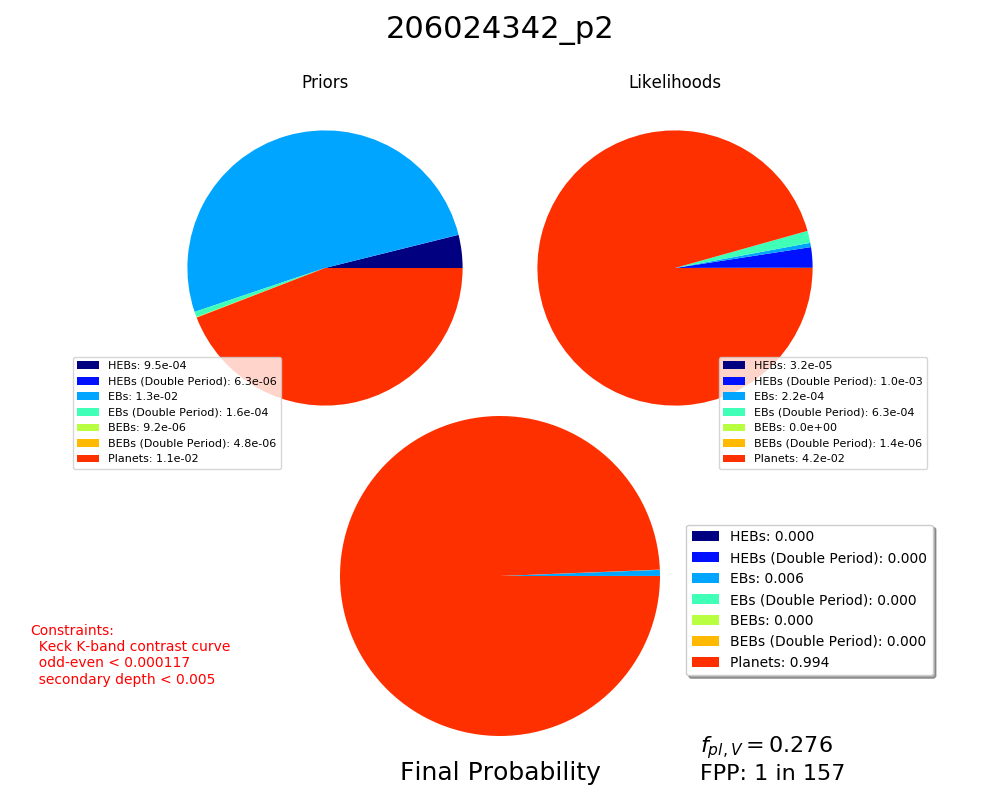 206024342_p2
Priors
Likelihoods
HEBs: 9.5e-04
HEBs (Double Period): 6.3e-06
EBs: 1.3e-02
EBs (Double Period): 1.6e-04
BEBs: 9.2e-06
BEBs (Double Period): 4.8e-06
Planets: 1.1e-02
HEBs: 3.2e-05
HEBs (Double Period): 1.0e-03
EBs: 2.2e-04
EBs (Double Period): 6.3e-04
BEBs: 0.0e+00
BEBs (Double Period): 1.4e-06
Planets: 4.2e-02
HEBs: 0.000
HEBs (Double Period): 0.000
EBs: 0.006
EBs (Double Period): 0.000
BEBs: 0.000
BEBs (Double Period): 0.000
Planets: 0.994
Constraints:
Keck K-band contrast curve
odd-even < 0.000117
secondary depth < 0.005
Final Probability
f_{pl,V} = 0.276
FPP: 1 in 157